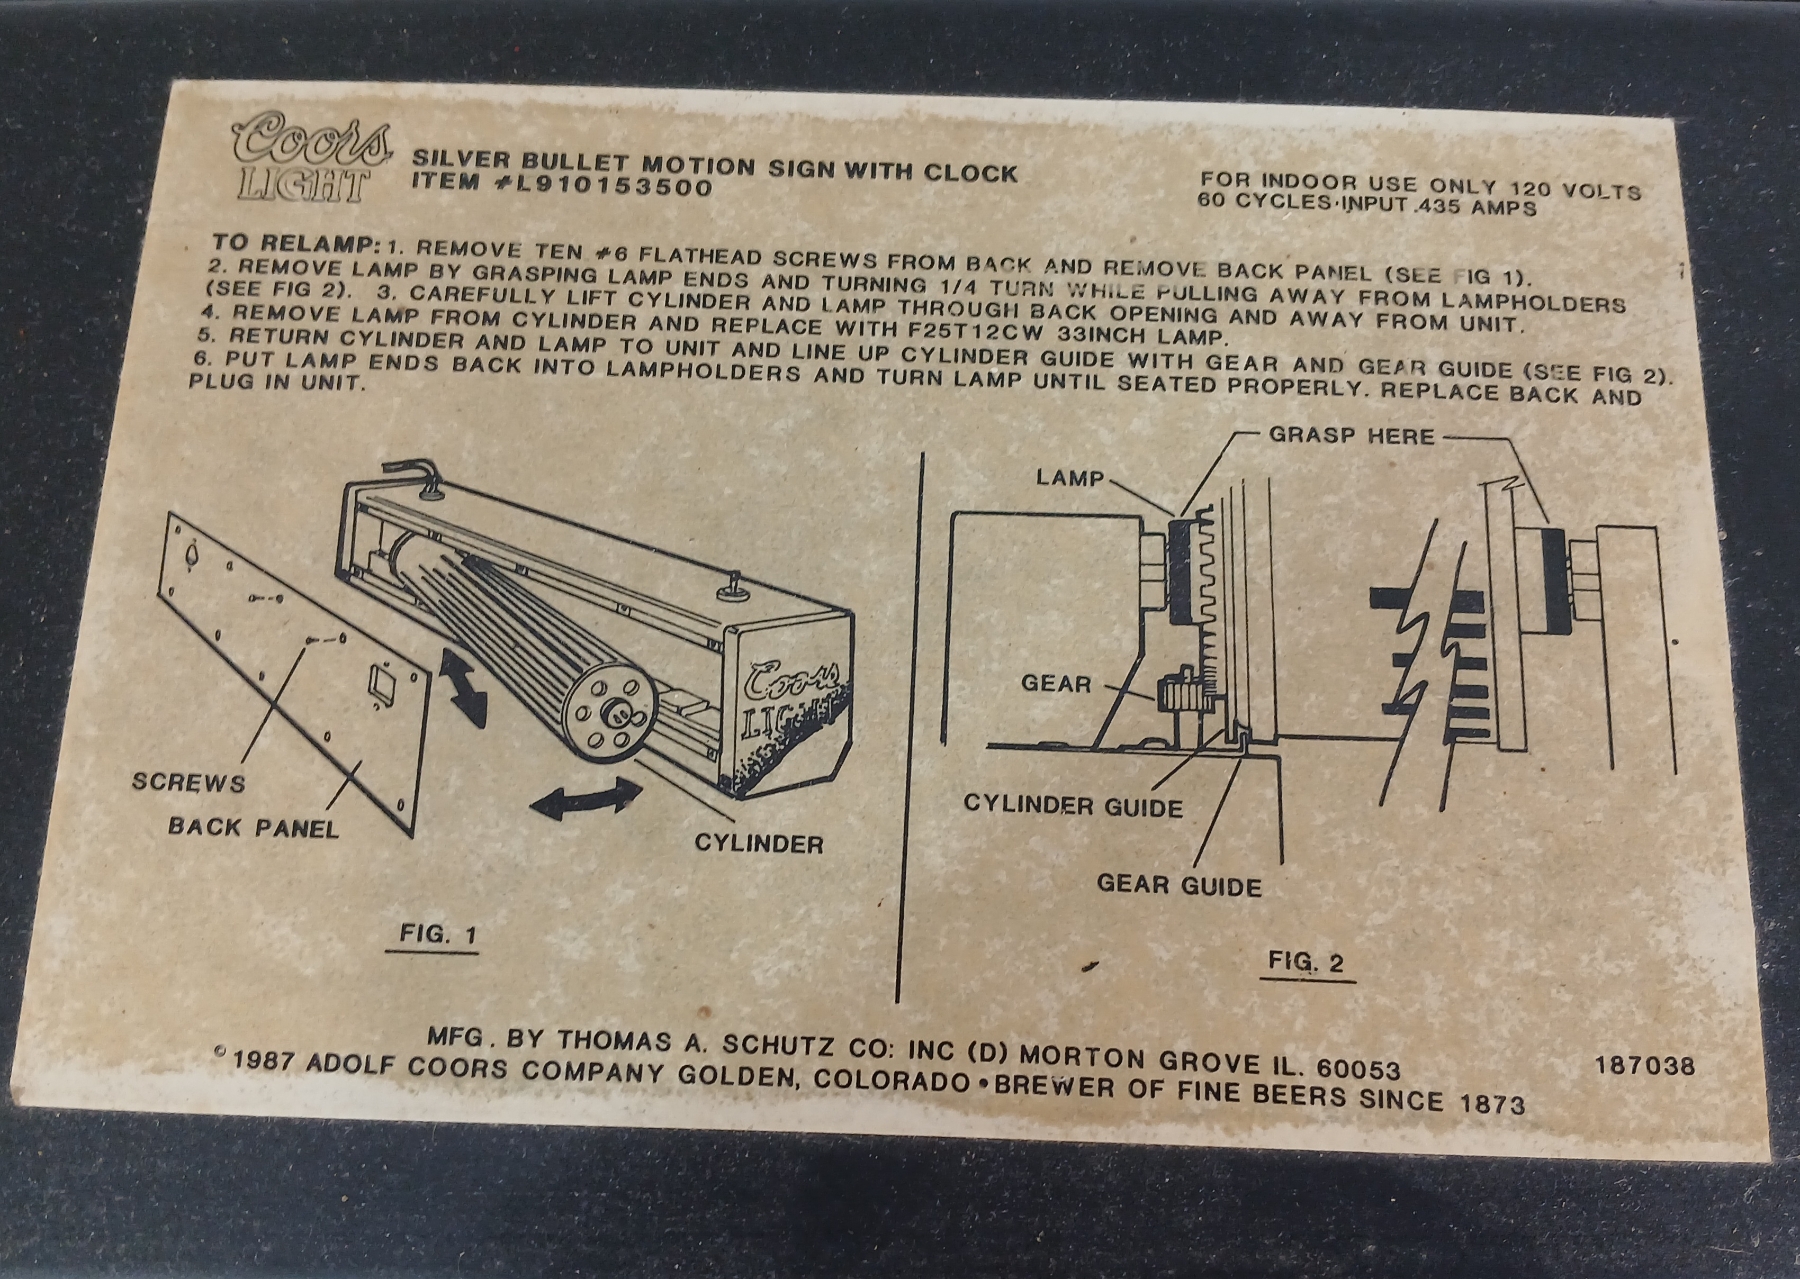 Coors
LIGHT
SILVER BULLET MOTION SIGN WITH CLOCK
ITEM #L910153500
FOR INDOOR USE ONLY 120 VOLTS
60 CYCLES·INPUT .435 AMPS
TO RELAMP: 1. REMOVE TEN #6 FLATHEAD SCREWS FROM BACK AND REMOVE BACK PANEL (SEE FIG 1).
2. REMOVE LAMP BY GRASPING LAMP ENDS AND TURNING 1/4 TURN WHILE PULLING AWAY FROM LAMPHOLDERS
(SEE FIG 2). 3. CAREFULLY LIFT CYLINDER AND LAMP THROUGH BACK OPENING AND AWAY FROM UNIT.
4. REMOVE LAMP FROM CYLINDER AND REPLACE WITH F25T12CW 33INCH LAMP.
5. RETURN CYLINDER AND LAMP TO UNIT AND LINE UP CYLINDER GUIDE WITH GEAR AND GEAR GUIDE (SEE FIG 2).
6. PUT LAMP ENDS BACK INTO LAMPHOLDERS AND TURN LAMP UNTIL SEATED PROPERLY. REPLACE BACK AND
PLUG IN UNIT.
Coors
LIGHT
SCREWS
BACK PANEL
CYLINDER
FIG. 1
GRASP HERE
LAMP
GEAR
CYLINDER GUIDE
GEAR GUIDE
FIG. 2
MFG. BY THOMAS A. SCHUTZ CO: INC (D) MORTON GROVE IL. 60053
187038
©1987 ADOLF COORS COMPANY GOLDEN, COLORADO • BREWER OF FINE BEERS SINCE 1873